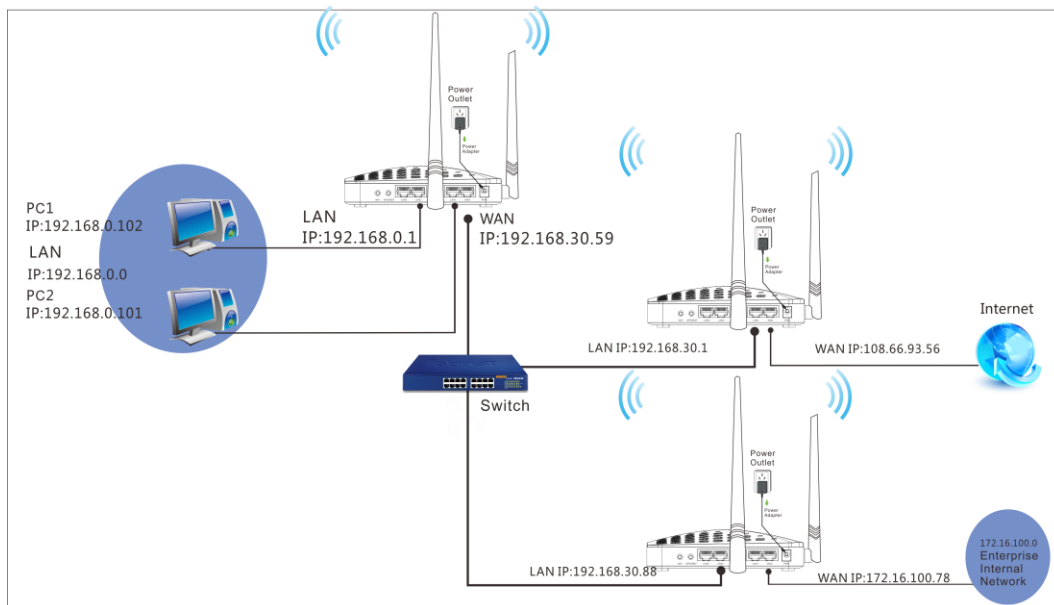 Power
Outlet
Power
Adapter
PC1
IP:192.168.0.102
LAN
IP:192.168.0.0
PC2
IP:192.168.0.101
LAN
IP:192.168.0.1
WAN
IP:192.168.30.59
Power
Outlet
Power
Adapter
Internet
LAN IP:192.168.30.1
WAN IP:108.66.93.56
Switch
Power
Outlet
Power
Adapter
172.16.100.0
Enterprise
Internal
Network
LAN IP:192.168.30.88
WAN IP:172.16.100.78